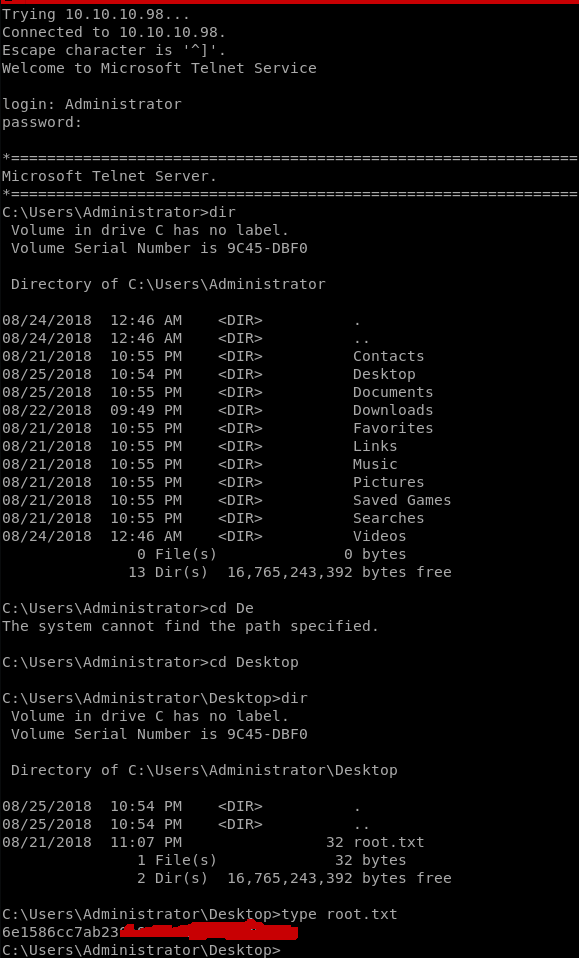 Trying 10.10.10.98...
Connected to 10.10.10.98.
Escape character is '^]'.
Welcome to Microsoft Telnet Service
login: Administrator
password:
*===============================================================
Microsoft Telnet Server.
*===============================================================
C:\Users\Administrator>dir
 Volume in drive C has no label.
 Volume Serial Number is 9C45-DBF0
 Directory of C:\Users\Administrator
08/24/2018  12:46 AM    <DIR>          .
08/24/2018  12:46 AM    <DIR>          ..
08/21/2018  10:55 PM    <DIR>          Contacts
08/25/2018  10:54 PM    <DIR>          Desktop
08/25/2018  10:55 PM    <DIR>          Documents
08/22/2018  09:49 PM    <DIR>          Downloads
08/21/2018  10:55 PM    <DIR>          Favorites
08/21/2018  10:55 PM    <DIR>          Links
08/21/2018  10:55 PM    <DIR>          Music
08/21/2018  10:55 PM    <DIR>          Pictures
08/21/2018  10:55 PM    <DIR>          Saved Games
08/21/2018  10:55 PM    <DIR>          Searches
08/24/2018  12:46 AM    <DIR>          Videos
               0 File(s)              0 bytes
              13 Dir(s)  16,765,243,392 bytes free
C:\Users\Administrator>cd De
The system cannot find the path specified.
C:\Users\Administrator>cd Desktop
C:\Users\Administrator\Desktop>dir
 Volume in drive C has no label.
 Volume Serial Number is 9C45-DBF0
 Directory of C:\Users\Administrator\Desktop
08/25/2018  10:54 PM    <DIR>          .
08/25/2018  10:54 PM    <DIR>          ..
08/21/2018  11:07 PM                32 root.txt
               1 File(s)             32 bytes
               2 Dir(s)  16,765,243,392 bytes free
C:\Users\Administrator\Desktop>type root.txt
6e1586cc7ab23
C:\Users\Administrator\Desktop>